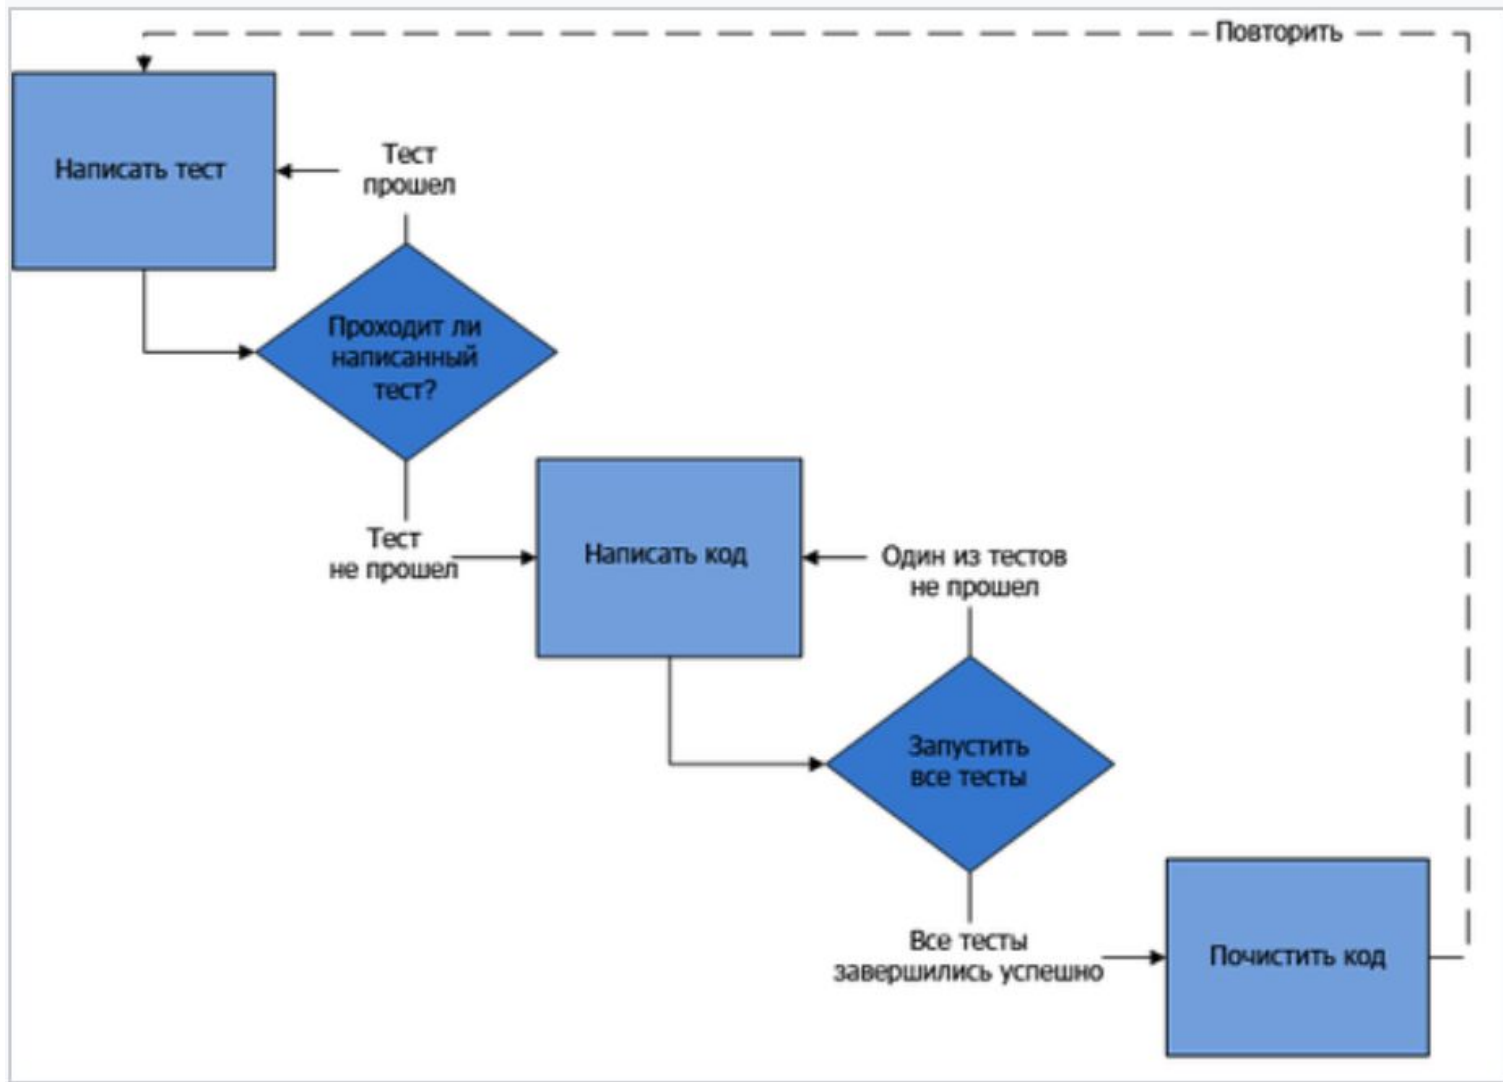 Повторить
Написать тест
Тест
прошел
Проходит ли
написанный
тест?
Тест
не прошел
Написать код
Один из тестов
не прошел
Запустить
все тесты
Все тесты
завершились успешно
Почистить код